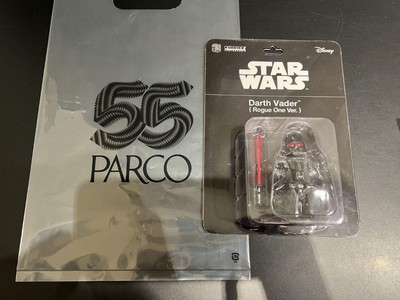 55
PARCO
Disney
STAR
WARS
Darth Vader™
( Rogue One Ver. )